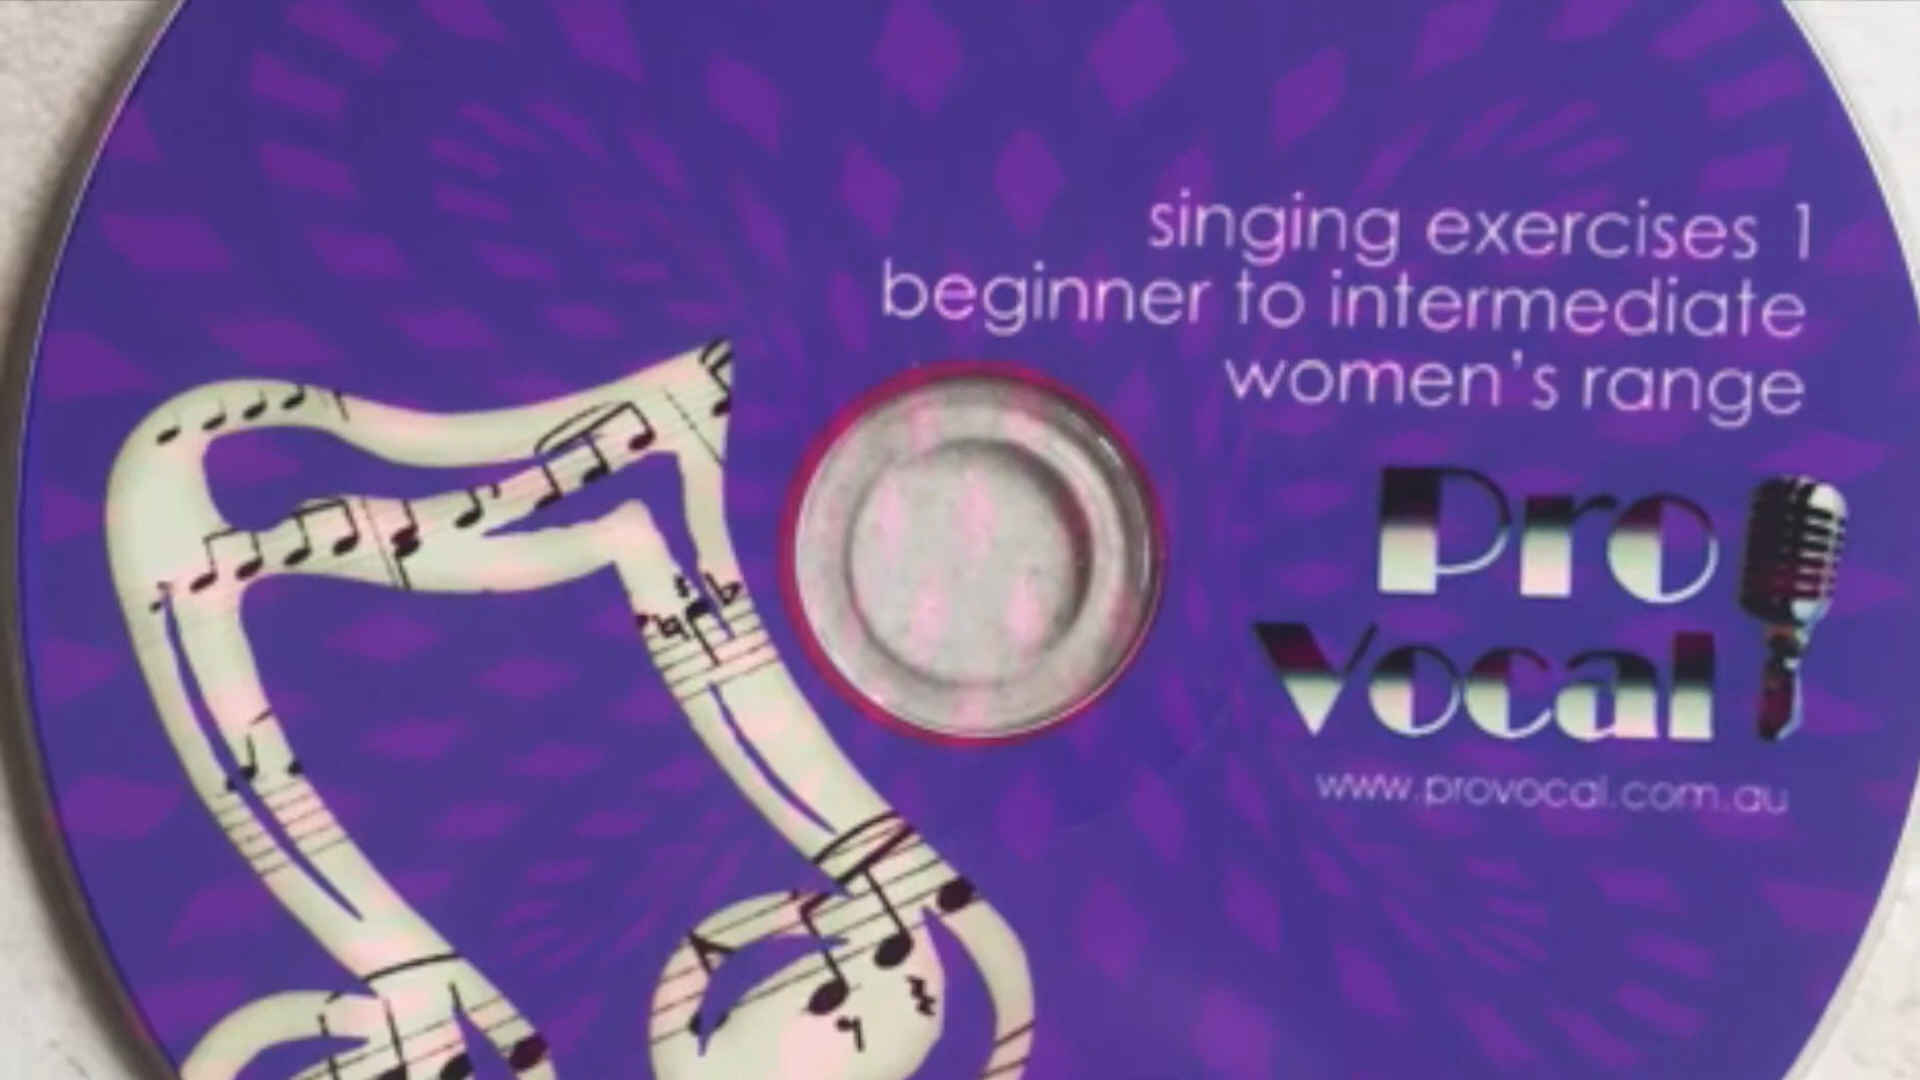 singing exercises 1
beginner to intermediate
women's range
Pro
Vocal
www.provocal.com.au